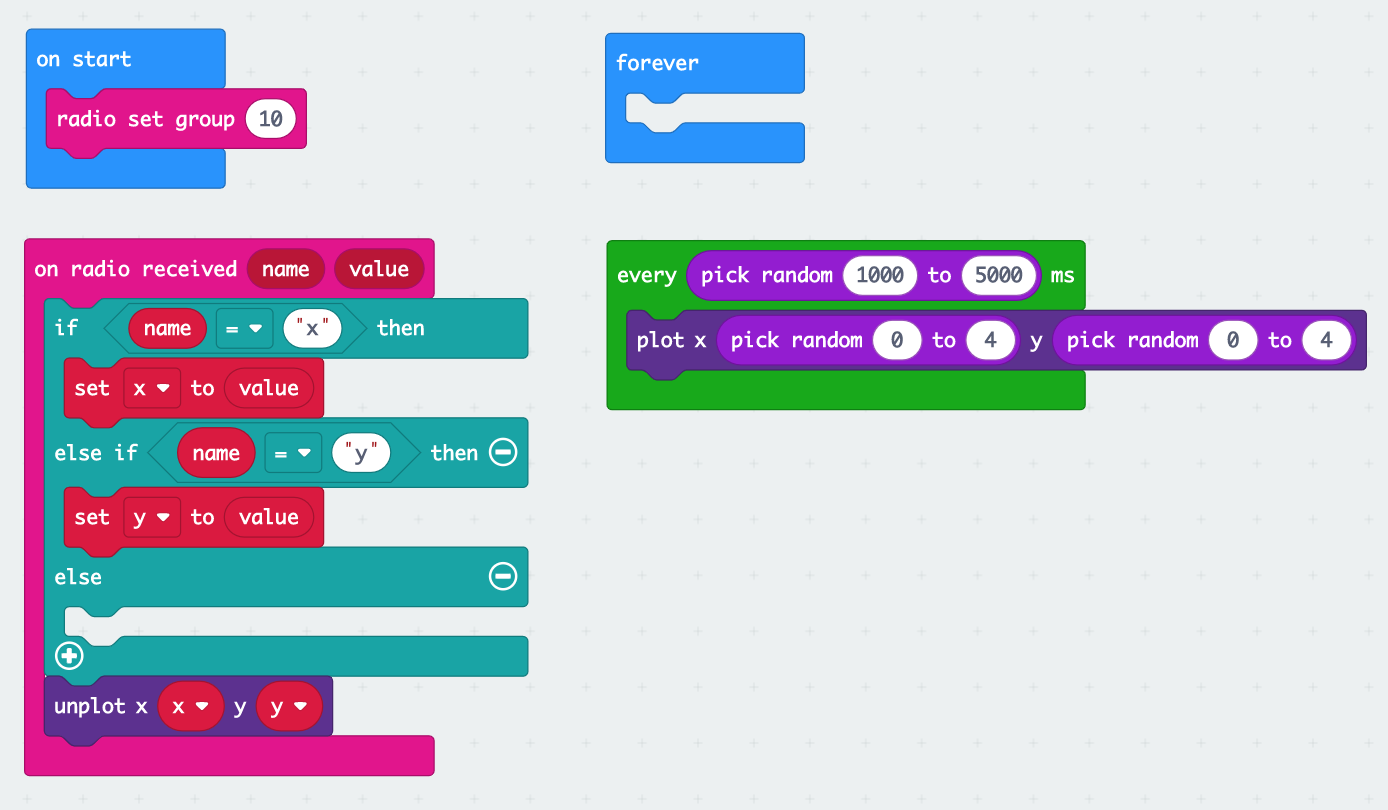 on start
radio set group 10
forever
on radio received name value
if name = "x" then
set x to value
else if name = "y" then
set y to value
else
unplot x x y y
every pick random 1000 to 5000 ms
plot x pick random 0 to 4 y pick random 0 to 4